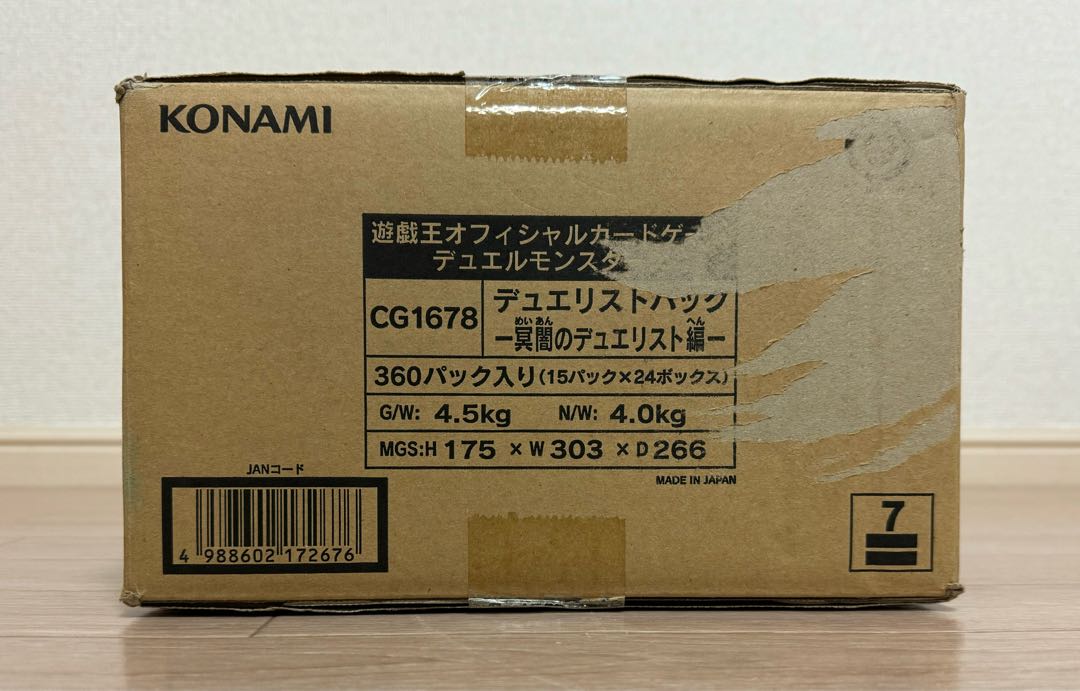 KONAMI
遊戯王オフィシャルカードゲー
デュエルモンスタ
CG1678
デュエリストパック
めいあん へん
ー冥闇のデュエリスト編ー
360パック入り(15パック×24ボックス)
G/W: 4.5kg N/W: 4.0kg
MGS:H 175 × W 303 × D 266
MADE IN JAPAN
JANコード
4 988602 172676
7